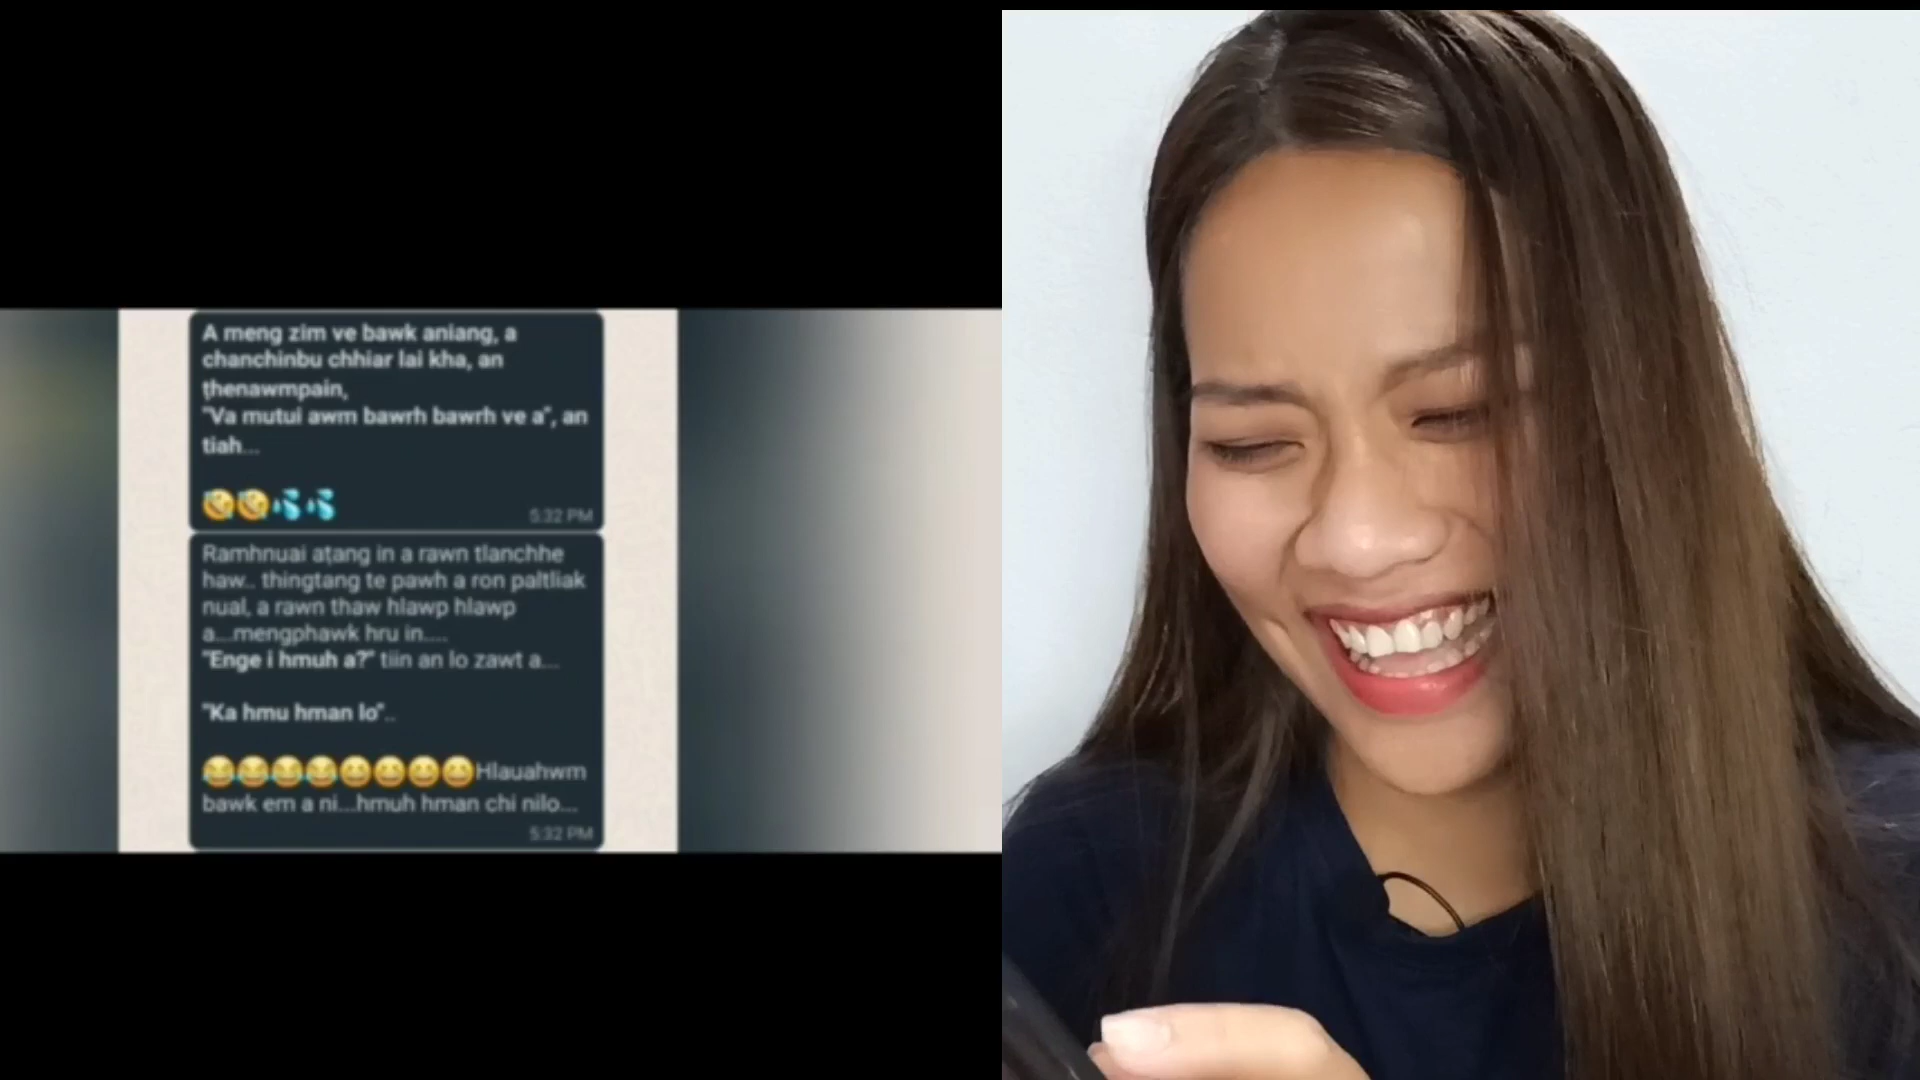 A meng zim ve bawk aniang, a
chanchinbu chhiar lai kha, an
ṭhenawmpain,
"Va mutui awm bawrh bawrh ve a", an
tiah...
🤣🤣💦💦
5:32 PM
Ramhnuai aṭang in a rawn tlanchhe
haw.. thingtang te pawh a ron paltliak
nual, a rawn thaw hlawp hlawp
a...mengphawk hru in....
"Enge i hmuh a?" tiin an lo zawt a...
"Ka hmu hman lo"..
😂😂😂😂😄😄😄😄Hlauahwm
bawk em a ni...hmuh hman chi nilo...
5:32 PM